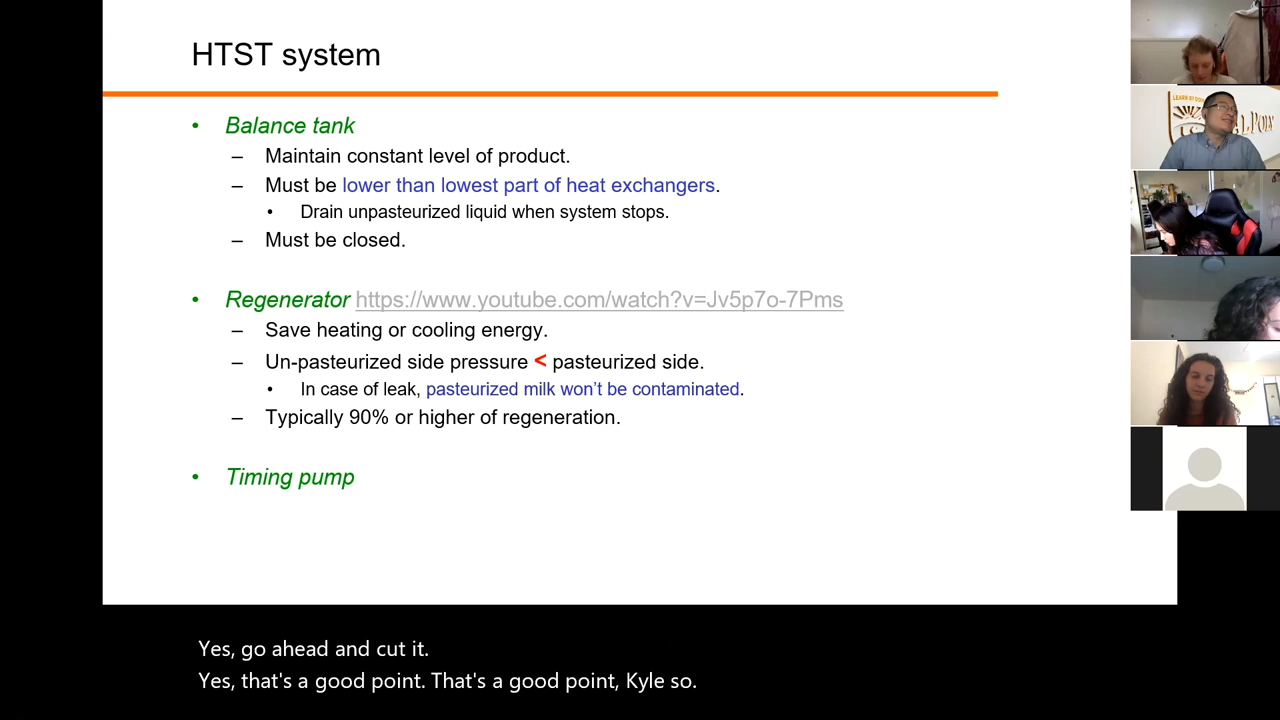 HTST system
• Balance tank
– Maintain constant level of product.
– Must be lower than lowest part of heat exchangers.
• Drain unpasteurized liquid when system stops.
– Must be closed.
• Regenerator https://www.youtube.com/watch?v=Jv5p7o-7Pms
– Save heating or cooling energy.
– Un-pasteurized side pressure < pasteurized side.
• In case of leak, pasteurized milk won't be contaminated.
– Typically 90% or higher of regeneration.
• Timing pump
Yes, go ahead and cut it.
Yes, that's a good point. That's a good point, Kyle so.